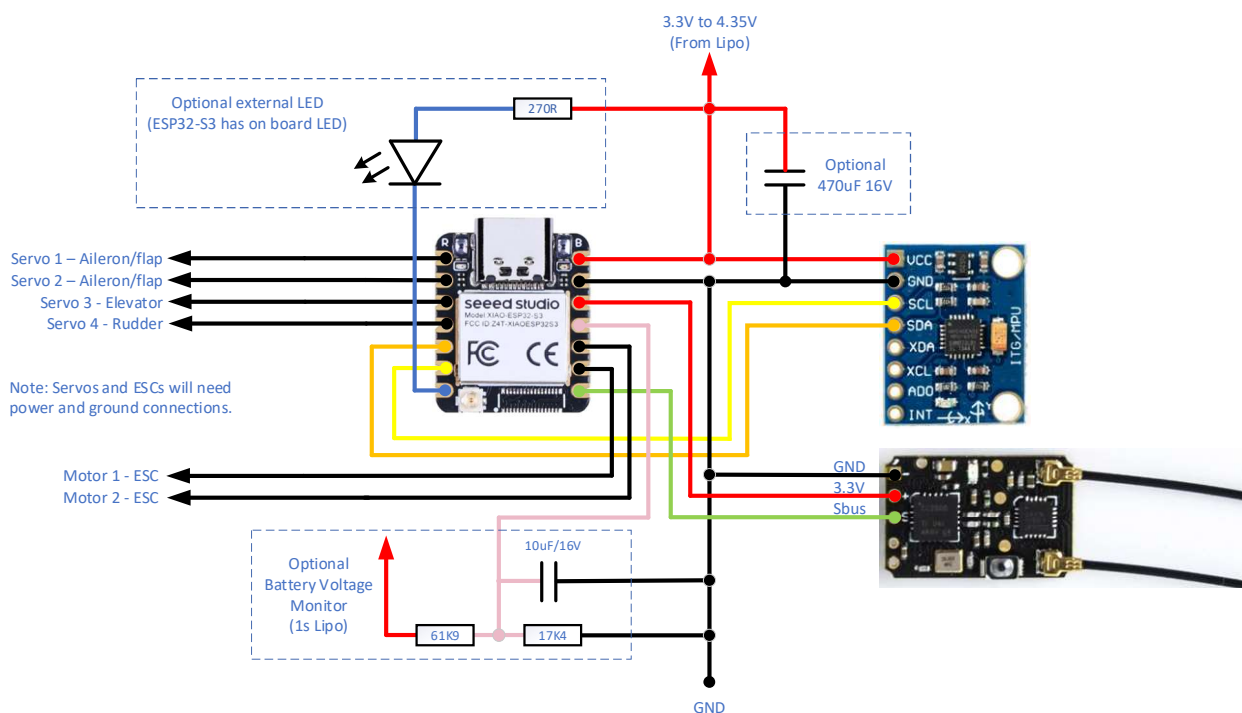 3.3V to 4.35V
(From Lipo)
Optional external LED
(ESP32-S3 has on board LED)
270R
Optional
470uF 16V
R
B
Servo 1 – Aileron/flap
Servo 2 – Aileron/flap
Servo 3 - Elevator
Servo 4 - Rudder
seeed studio
Model:XIAO-ESP32-S3
FCC ID:Z4T-XIAOESP32S3
FC CE
VCC
GND
SCL
SDA
XDA
XCL
ADO
INT
ITG/MPU
X
Y
Note: Servos and ESCs will need
power and ground connections.
Motor 1 - ESC
Motor 2 - ESC
GND
3.3V
Sbus
-
+
S
10uF/16V
Optional
Battery Voltage
Monitor
(1s Lipo)
61K9
17K4
GND